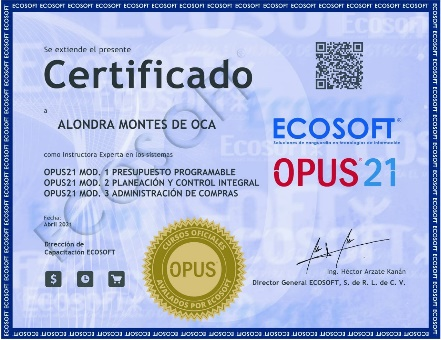 Se extiende el presente
Certificado
a
ALONDRA MONTES DE OCA
como Instructora Experta en los sistemas
OPUS21 MOD. 1 PRESUPUESTO PROGRAMABLE
OPUS21 MOD. 2 PLANEACIÓN Y CONTROL INTEGRAL
OPUS21 MOD. 3 ADMINISTRACIÓN DE COMPRAS
Fecha:
Abril 2021
Dirección de
Capacitación ECOSOFT
ECOSOFT®
Soluciones de vanguardia en tecnologías de información
OPUS®21
CURSOS OFICIALES
OPUS
AVALADOS POR ECOSOFT
Ing. Héctor Arzate Kanán
Director General ECOSOFT, S. de R. L. de C. V.